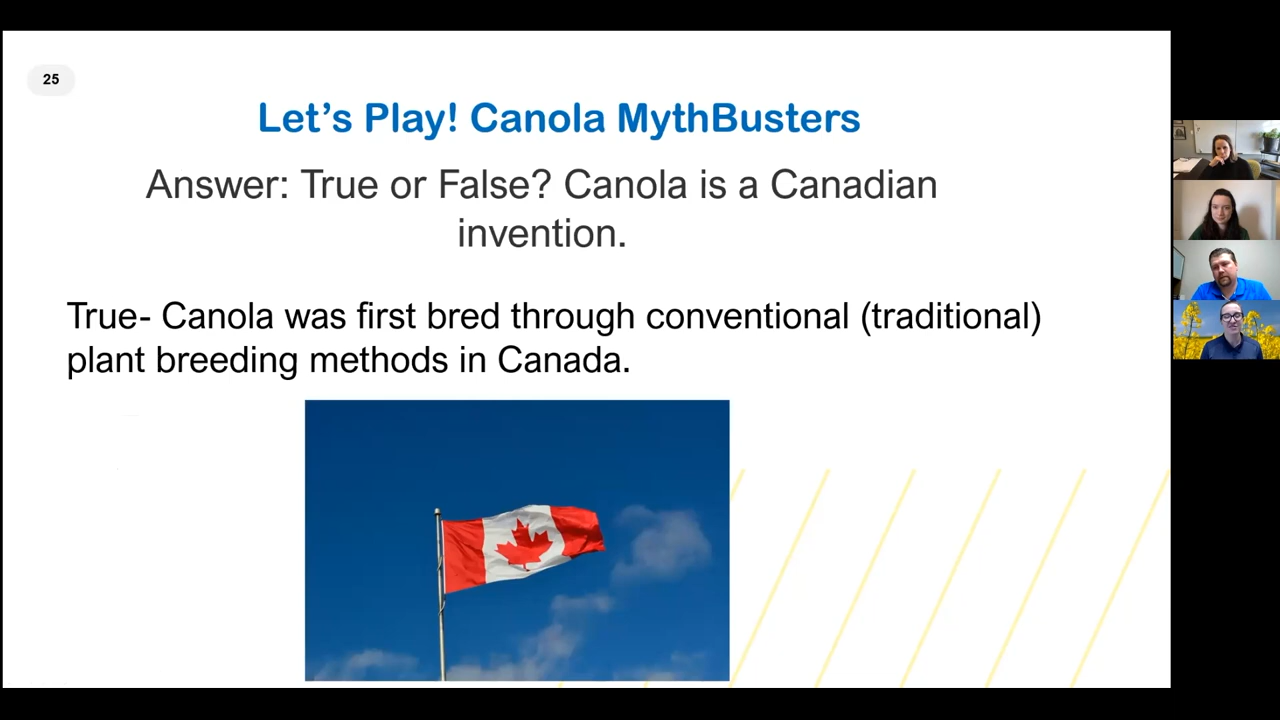 25
Let’s Play! Canola MythBusters
Answer: True or False? Canola is a Canadian
invention.
True- Canola was first bred through conventional (traditional)
plant breeding methods in Canada.